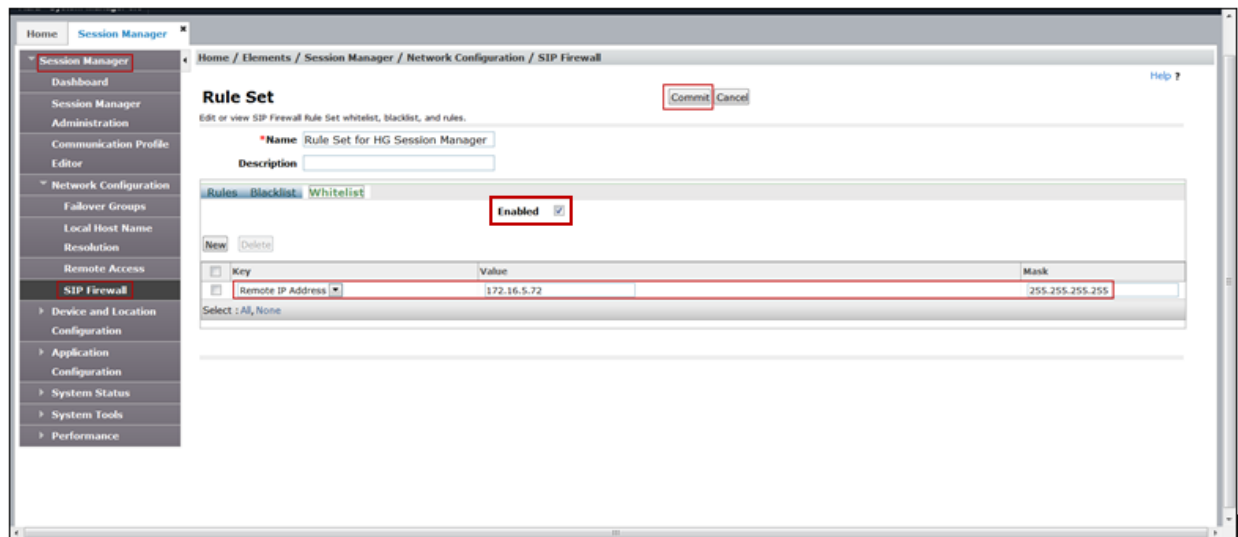 Home Session Manager
Session Manager
Dashboard
Session Manager
Administration
Communication Profile
Editor
Network Configuration
Failover Groups
Local Host Name
Resolution
Remote Access
SIP Firewall
Device and Location
Configuration
Application
Configuration
System Status
System Tools
Performance
Home / Elements / Session Manager / Network Configuration / SIP Firewall
Help ?
Rule Set
Commit Cancel
Edit or view SIP Firewall Rule Set whitelist, blacklist, and rules.
*Name Rule Set for HG Session Manager
Description
Rules Blacklist Whitelist
Enabled
New Delete
Key Value Mask
Remote IP Address 172.16.5.72 255.255.255.255
Select : All, None